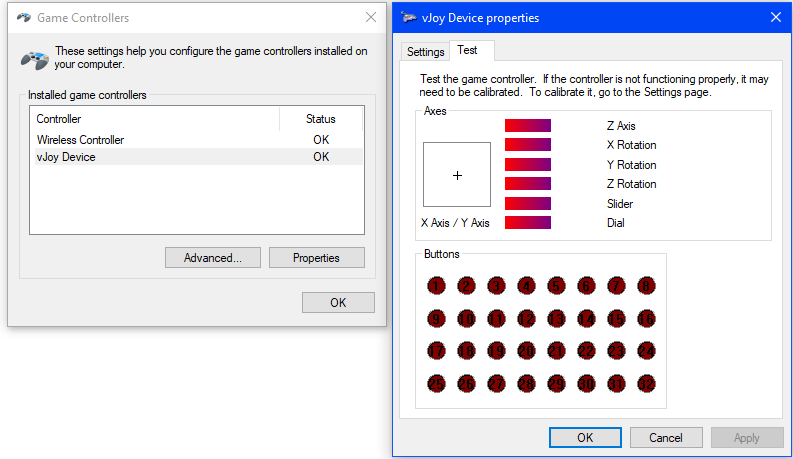 Game Controllers
These settings help you configure the game controllers installed on
your computer.
Installed game controllers
Controller Status
Wireless Controller OK
vJoy Device OK
Advanced... Properties
OK
vJoy Device properties
Settings Test
Test the game controller. If the controller is not functioning properly, it may
need to be calibrated. To calibrate it, go to the Settings page.
Axes
Z Axis
X Rotation
Y Rotation
Z Rotation
Slider
X Axis / Y Axis Dial
Buttons
1 2 3 4 5 6 7 8
9 10 11 12 13 14 15 16
17 18 19 20 21 22 23 24
25 26 27 28 29 30 31 32
OK Cancel Apply